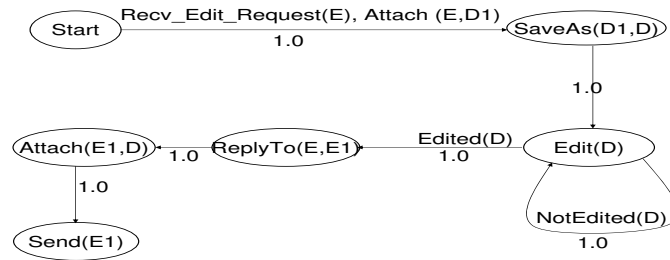 Recv_Edit_Request(E), Attach (E,D1)
Start
SaveAs(D1,D)
1.0
1.0
Edited(D)
Attach(E1,D)
ReplyTo(E,E1)
Edit(D)
1.0
1.0
1.0
NotEdited(D)
Send(E1)
1.0